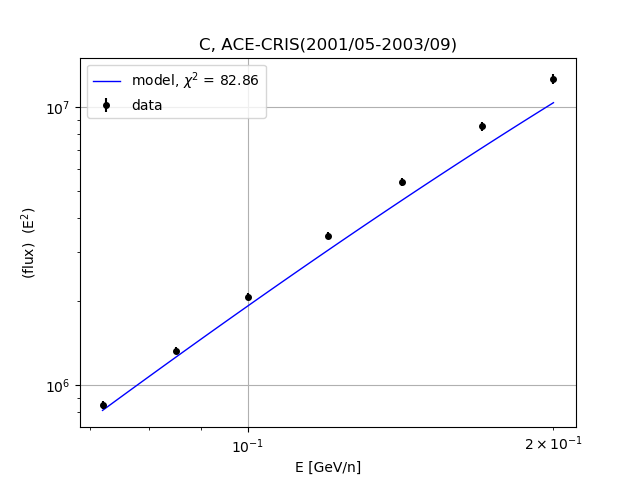 C, ACE-CRIS(2001/05-2003/09)
model, χ² = 82.86
data
10⁷
10⁶
(flux) (E²)
10⁻¹
2 × 10⁻¹
E [GeV/n]